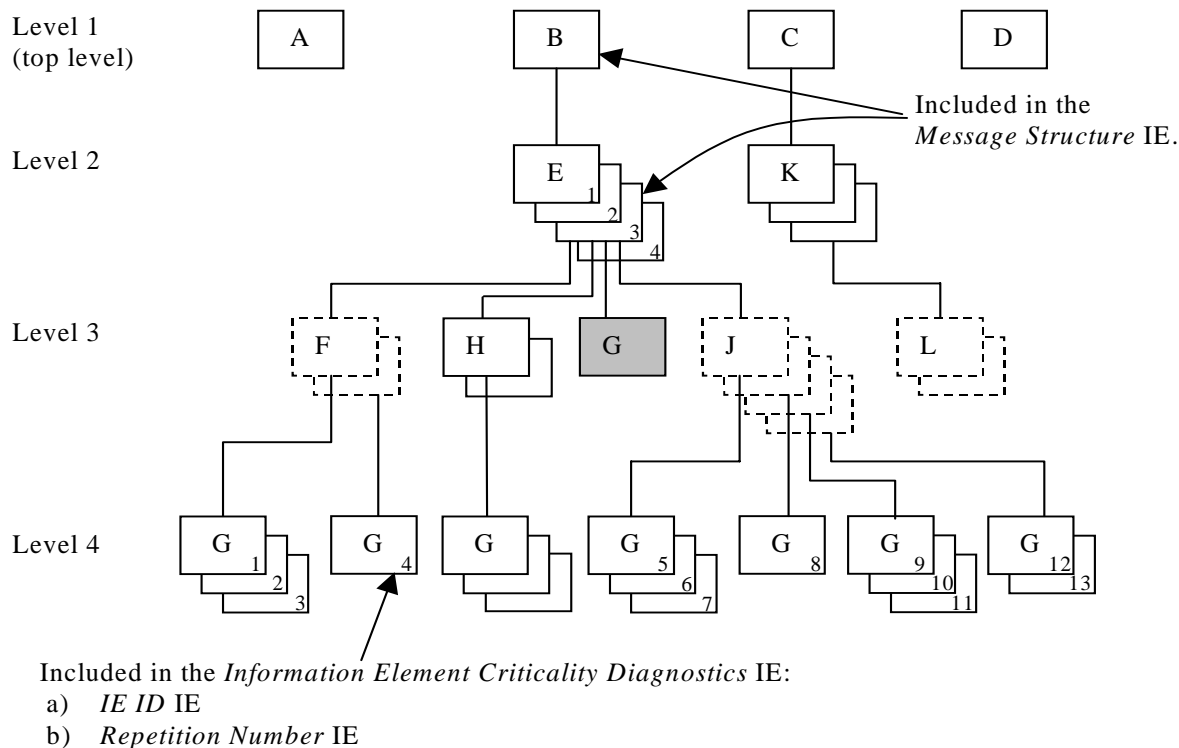 Level 1
(top level)
A
B
C
D
Included in the
Message Structure IE.
Level 2
E
1
2
3
4
K
Level 3
F
H
G
J
L
Level 4
G
1
2
3
G
4
G
G
5
6
7
G
8
G
9
10
11
G
12
13
Included in the Information Element Criticality Diagnostics IE:
a) IE ID IE
b) Repetition Number IE